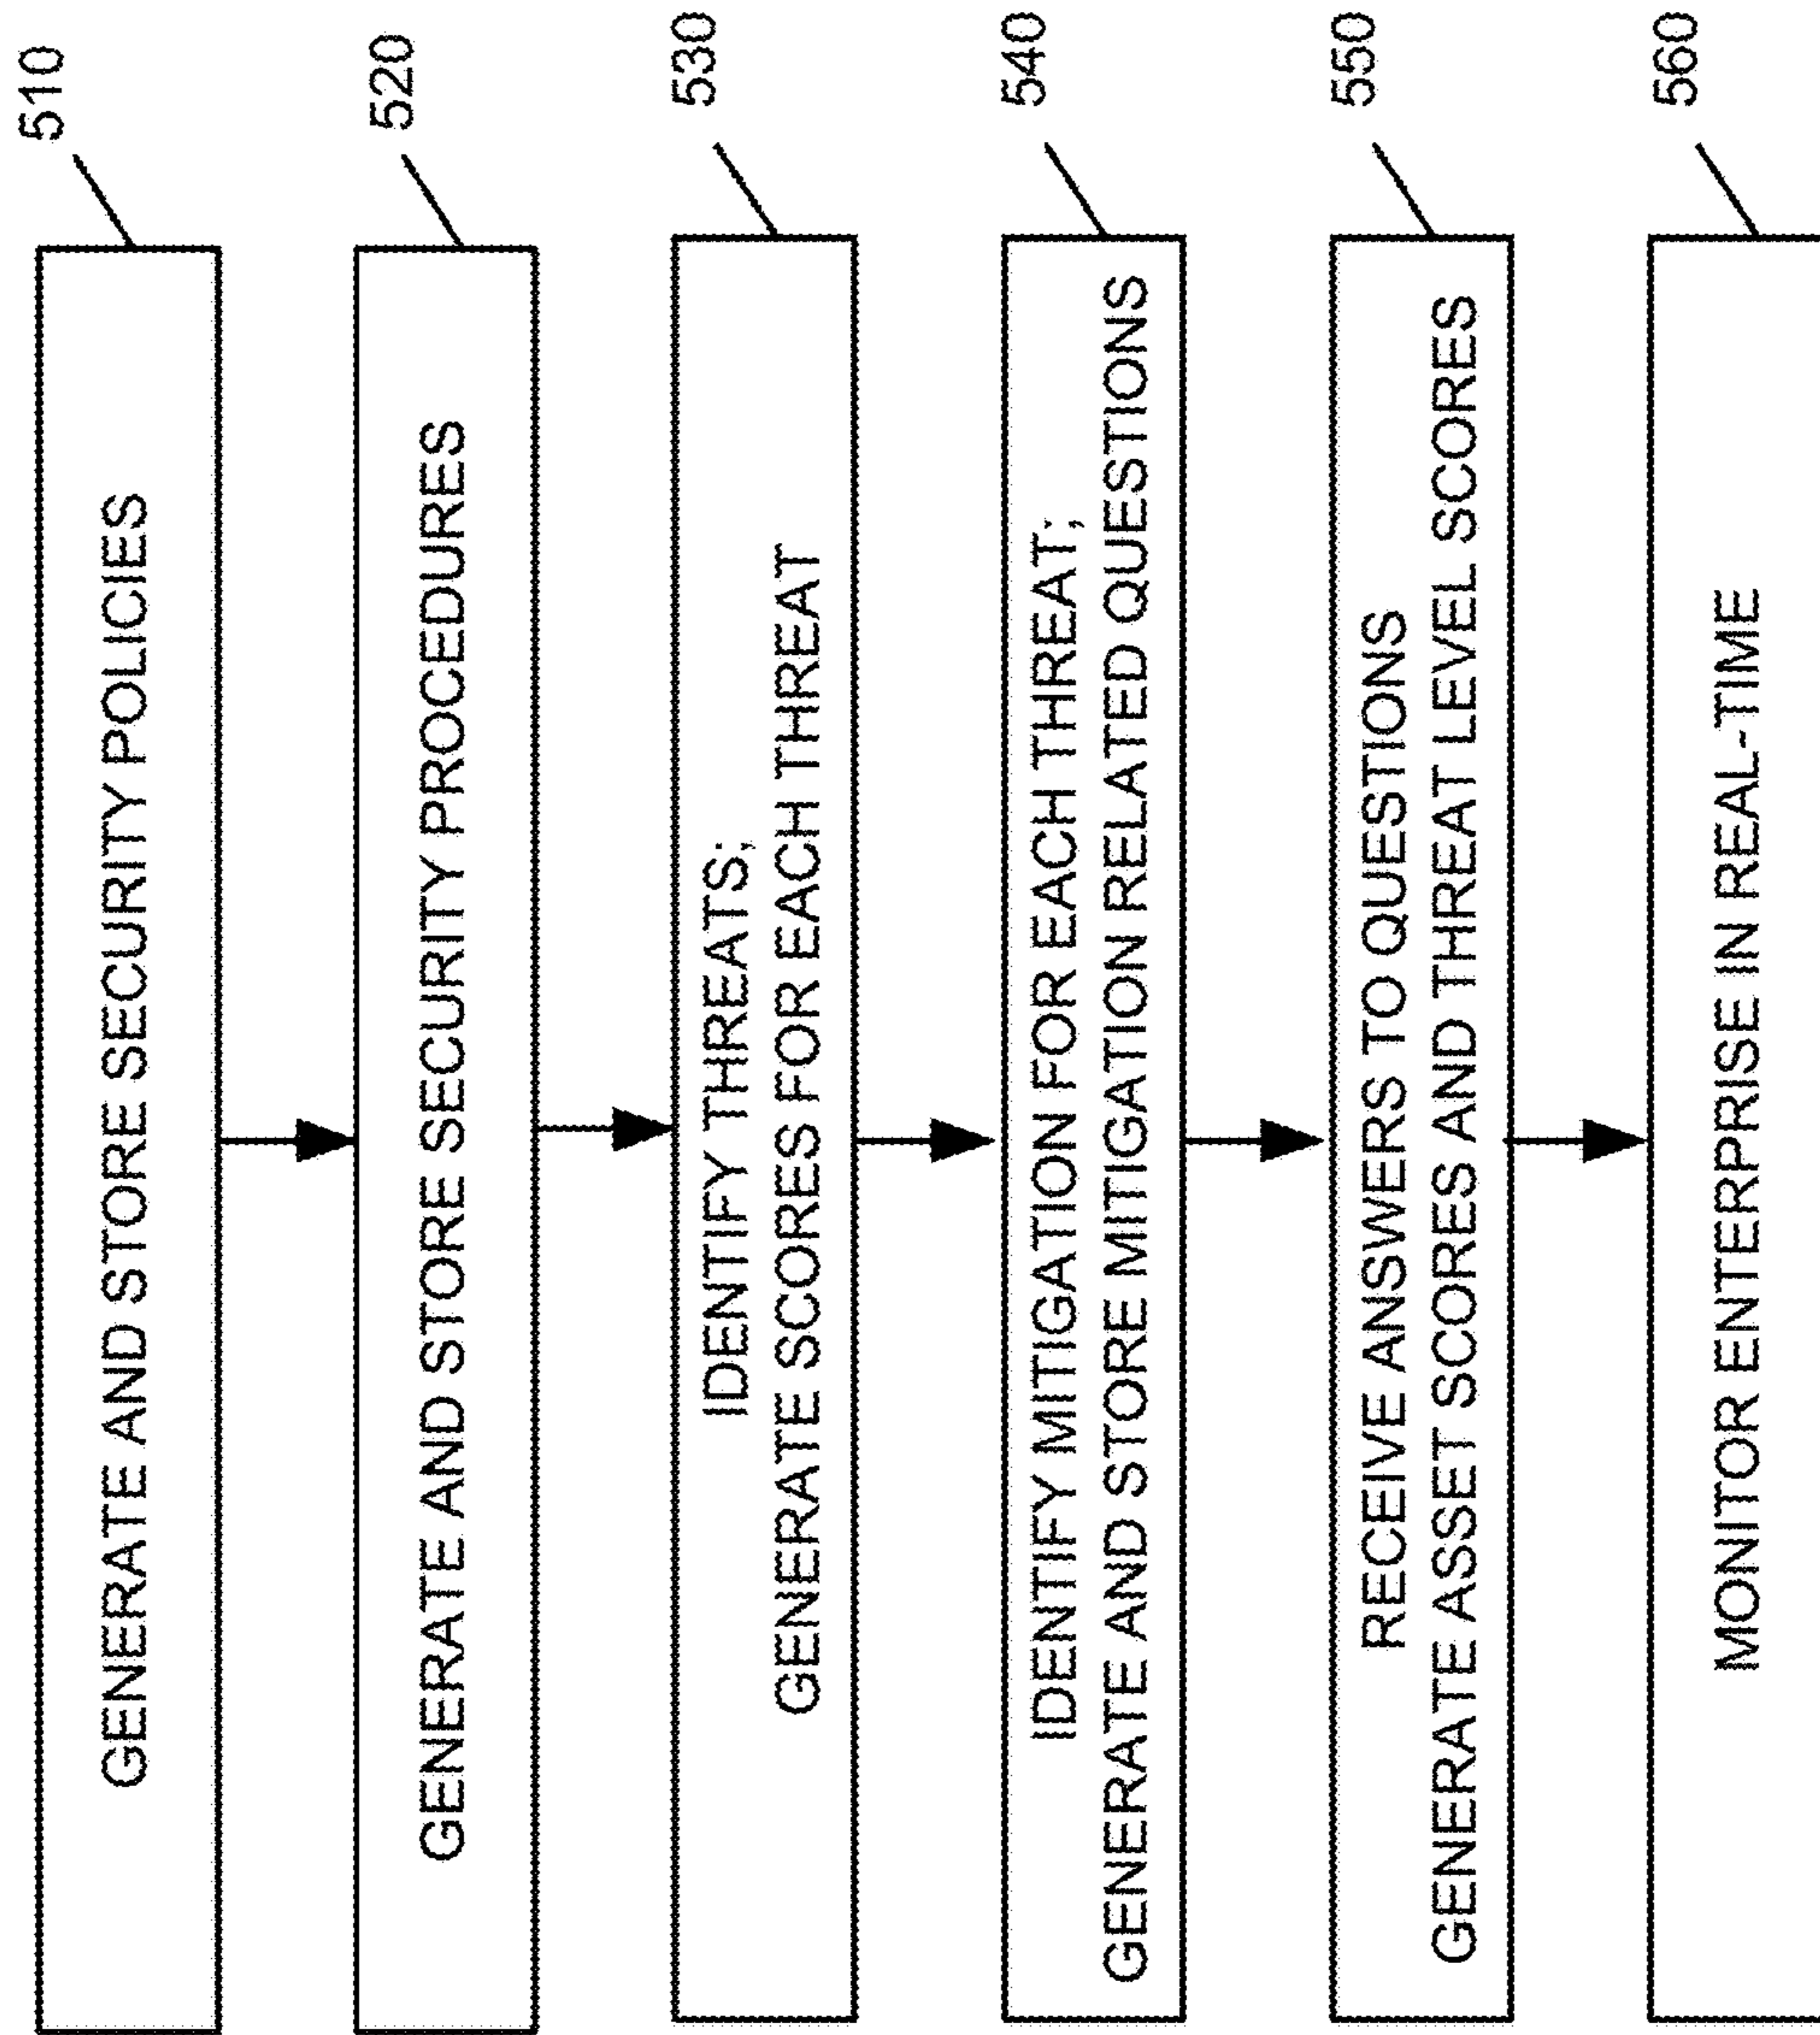 510
GENERATE AND STORE SECURITY POLICIES
520
GENERATE AND STORE SECURITY PROCEDURES
530
IDENTIFY THREATS;
GENERATE SCORES FOR EACH THREAT
540
IDENTIFY MITIGATION FOR EACH THREAT;
GENERATE AND STORE MITIGATION RELATED QUESTIONS
550
RECEIVE ANSWERS TO QUESTIONS
GENERATE ASSET SCORES AND THREAT LEVEL SCORES
560
MONITOR ENTERPRISE IN REAL-TIME